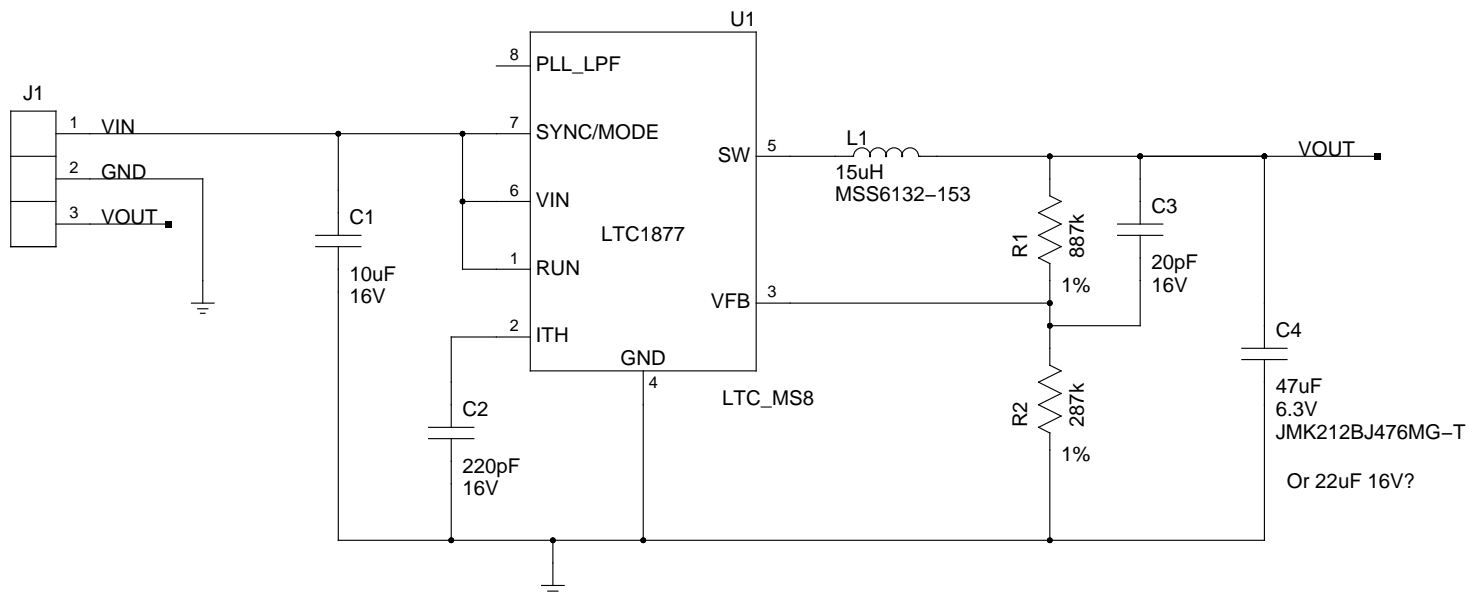 U1
8
PLL_LPF
J1
1
VIN
7
SYNC/MODE
L1
5
SW
VOUT
15uH
MSS6132−153
2
GND
6
VIN
C1
3
VOUT
LTC1877
R1
887k
C3
10uF
16V
1
RUN
1%
20pF
16V
3
VFB
2
ITH
C4
GND
4
LTC_MS8
C2
R2
287k
47uF
6.3V
JMK212BJ476MG−T
220pF
16V
1%
Or 22uF 16V?